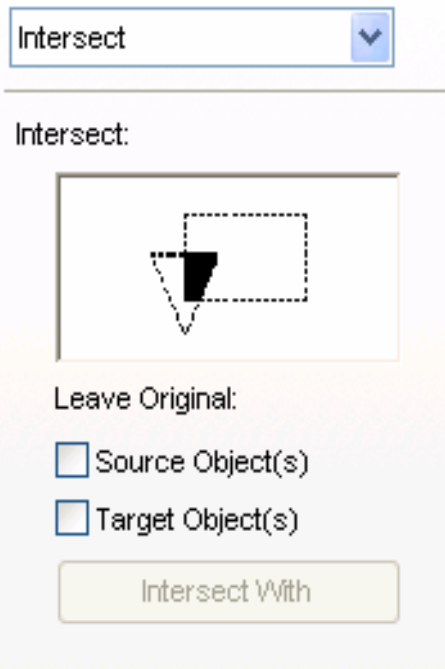 Intersect
Intersect:
Leave Original:
Source Object(s)
Target Object(s)
Intersect With